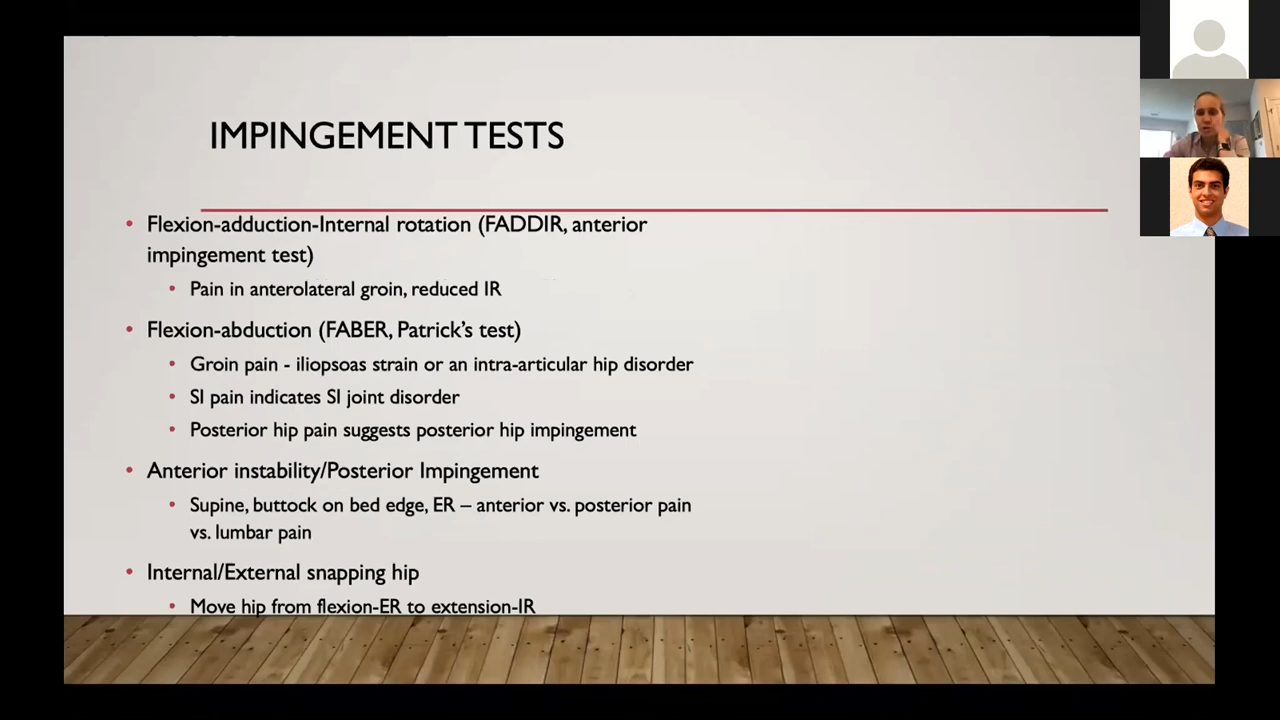 IMPINGEMENT TESTS
• Flexion-adduction-Internal rotation (FADDIR, anterior
impingement test)
• Pain in anterolateral groin, reduced IR
• Flexion-abduction (FABER, Patrick's test)
• Groin pain - iliopsoas strain or an intra-articular hip disorder
• SI pain indicates SI joint disorder
• Posterior hip pain suggests posterior hip impingement
• Anterior instability/Posterior Impingement
• Supine, buttock on bed edge, ER – anterior vs. posterior pain
vs. lumbar pain
• Internal/External snapping hip
• Move hip from flexion-ER to extension-IR